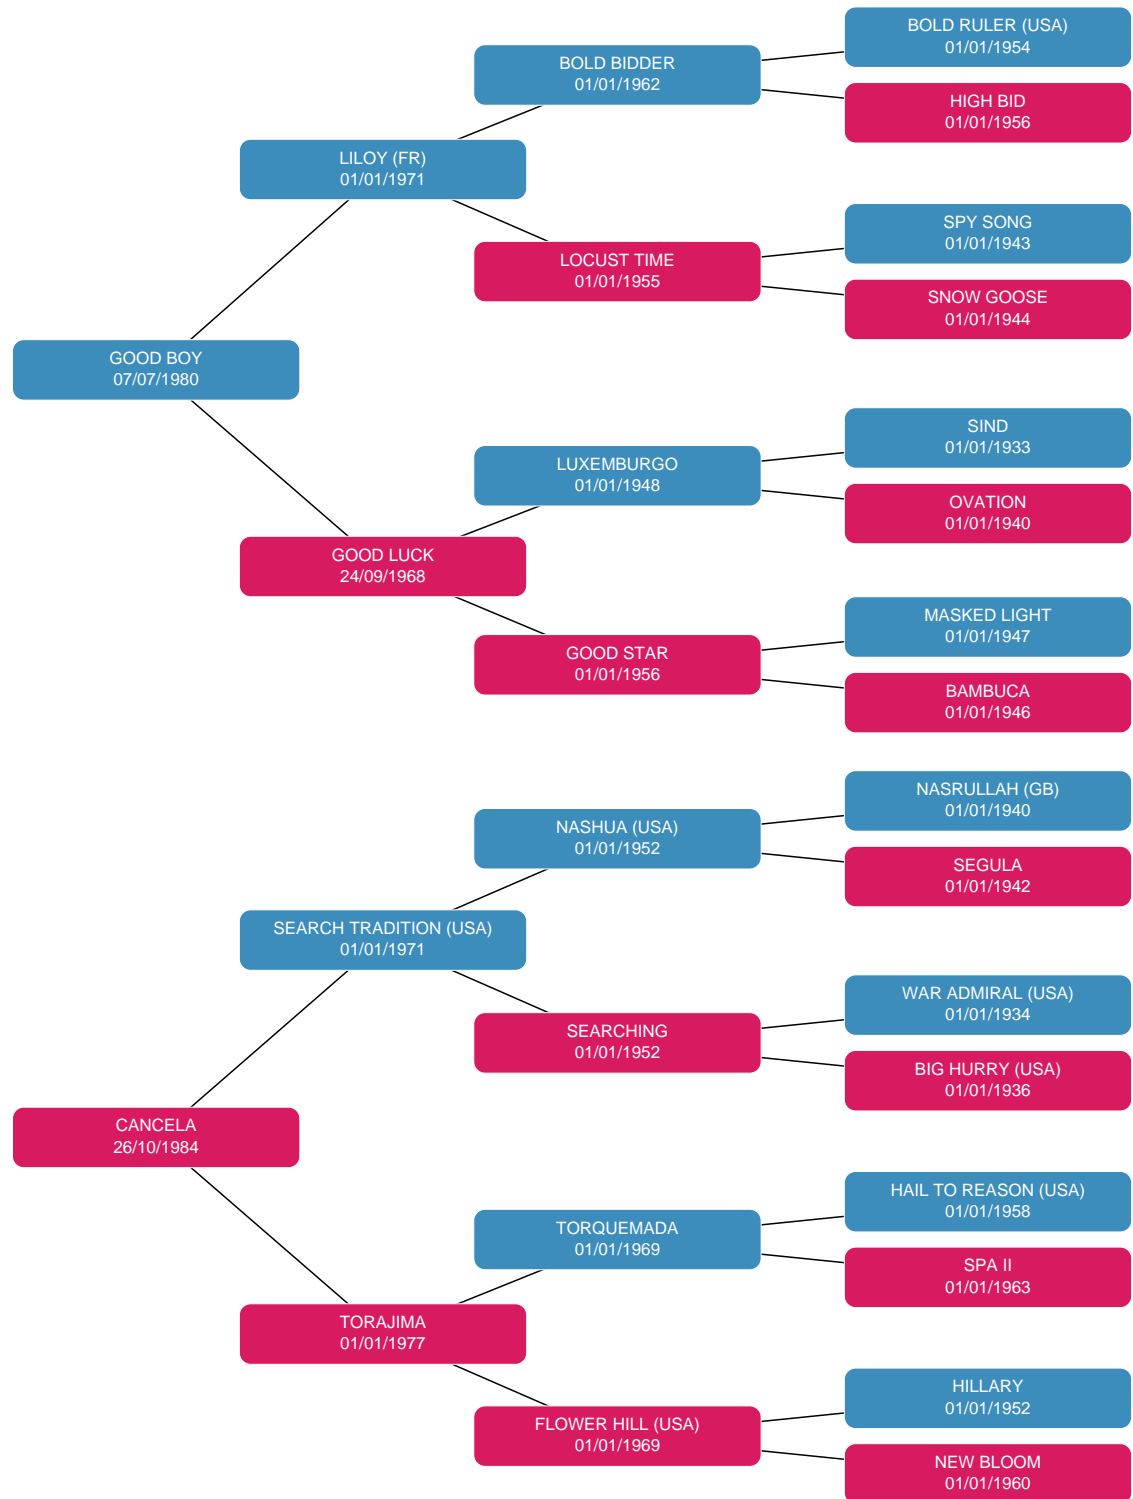 BOLD RULER (USA)
01/01/1954
BOLD BIDDER
01/01/1962
HIGH BID
01/01/1956
LILOY (FR)
01/01/1971
SPY SONG
01/01/1943
LOCUST TIME
01/01/1955
SNOW GOOSE
01/01/1944
GOOD BOY
07/07/1980
SIND
01/01/1933
LUXEMBURGO
01/01/1948
OVATION
01/01/1940
GOOD LUCK
24/09/1968
MASKED LIGHT
01/01/1947
GOOD STAR
01/01/1956
BAMBUCA
01/01/1946
NASRULLAH (GB)
01/01/1940
NASHUA (USA)
01/01/1952
SEGULA
01/01/1942
SEARCH TRADITION (USA)
01/01/1971
WAR ADMIRAL (USA)
01/01/1934
SEARCHING
01/01/1952
BIG HURRY (USA)
01/01/1936
CANCELA
26/10/1984
HAIL TO REASON (USA)
01/01/1958
TORQUEMADA
01/01/1969
SPA II
01/01/1963
TORAJIMA
01/01/1977
HILLARY
01/01/1952
FLOWER HILL (USA)
01/01/1969
NEW BLOOM
01/01/1960